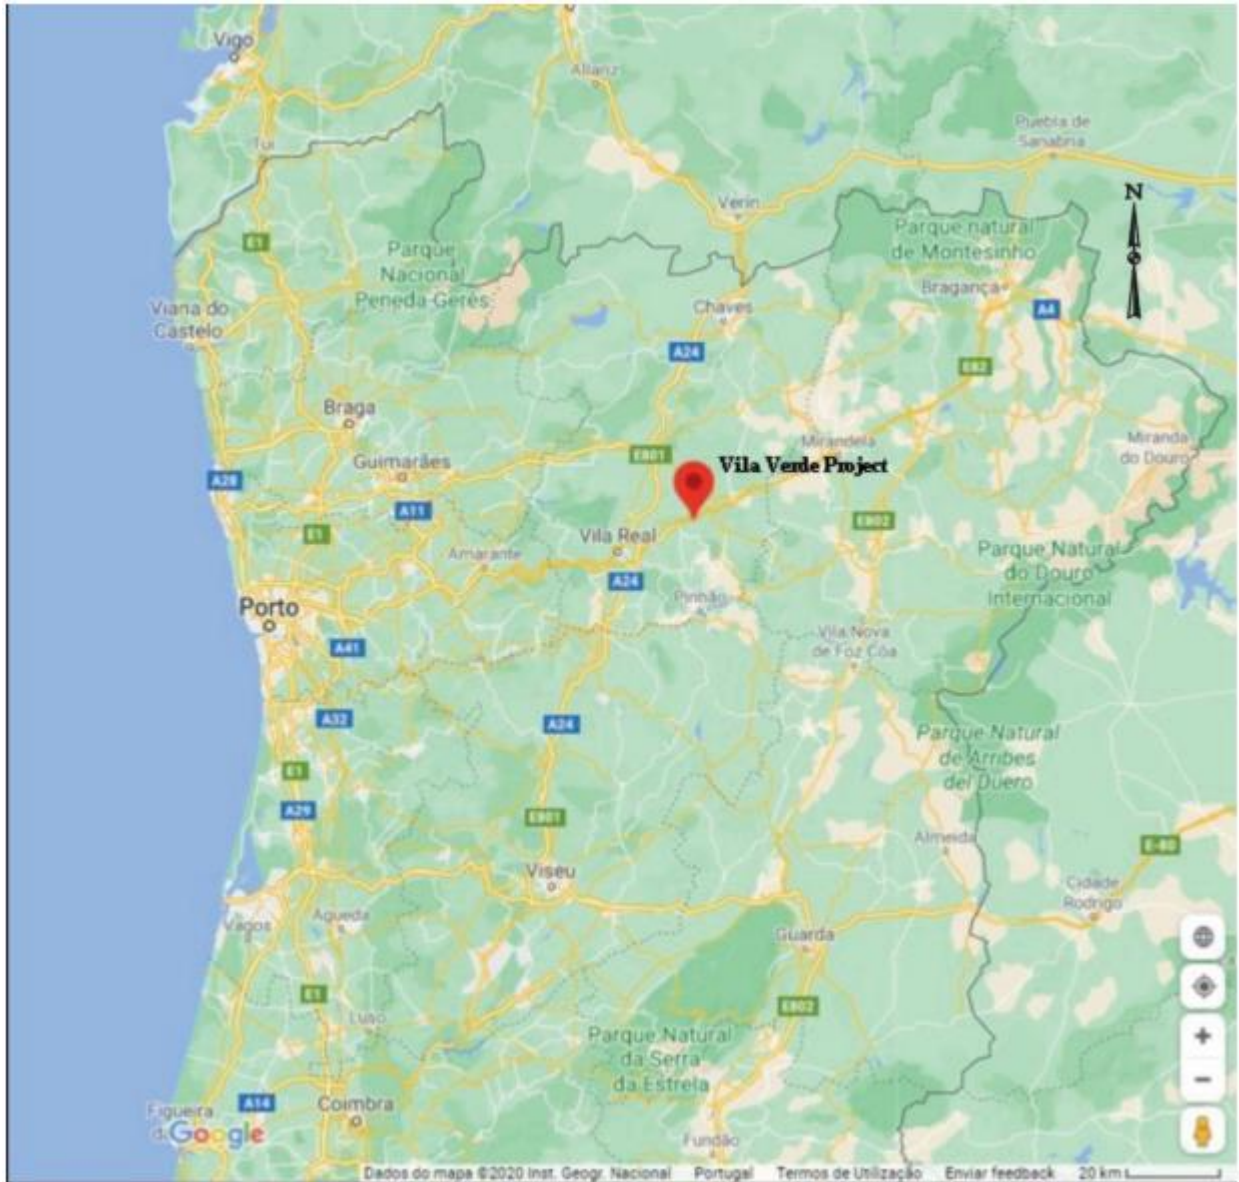 Vigo
Allariz
Puebla de
Sanabria
Tui
Verín
N
Parque natural
de Montesinho
E1
Parque
Nacional
Peneda-Gerês
Bragança
Viana do
Castelo
Chaves
A4
A24
E82
Braga
Mirandela
Miranda
do Douro
Guimarães
E801
Vila Verde Project
A28
A11
E802
E1
Vila Real
Amarante
Parque Natural
do Douro
Internacional
A24
Pinhão
Porto
Vila Nova
de Foz Côa
A41
A32
A24
Parque Natural
de Arribes
del Duero
E1
A29
E801
Almeida
E-80
Viseu
Cidade
Rodrigo
Vagos
Águeda
Guarda
E1
E802
Luso
Parque Natural
da Serra
da Estrela
A14
Coimbra
Figueira
Google
Fundão
Dados do mapa ©2020 Inst. Geogr. Nacional Portugal Termos de Utilização Enviar feedback 20 km